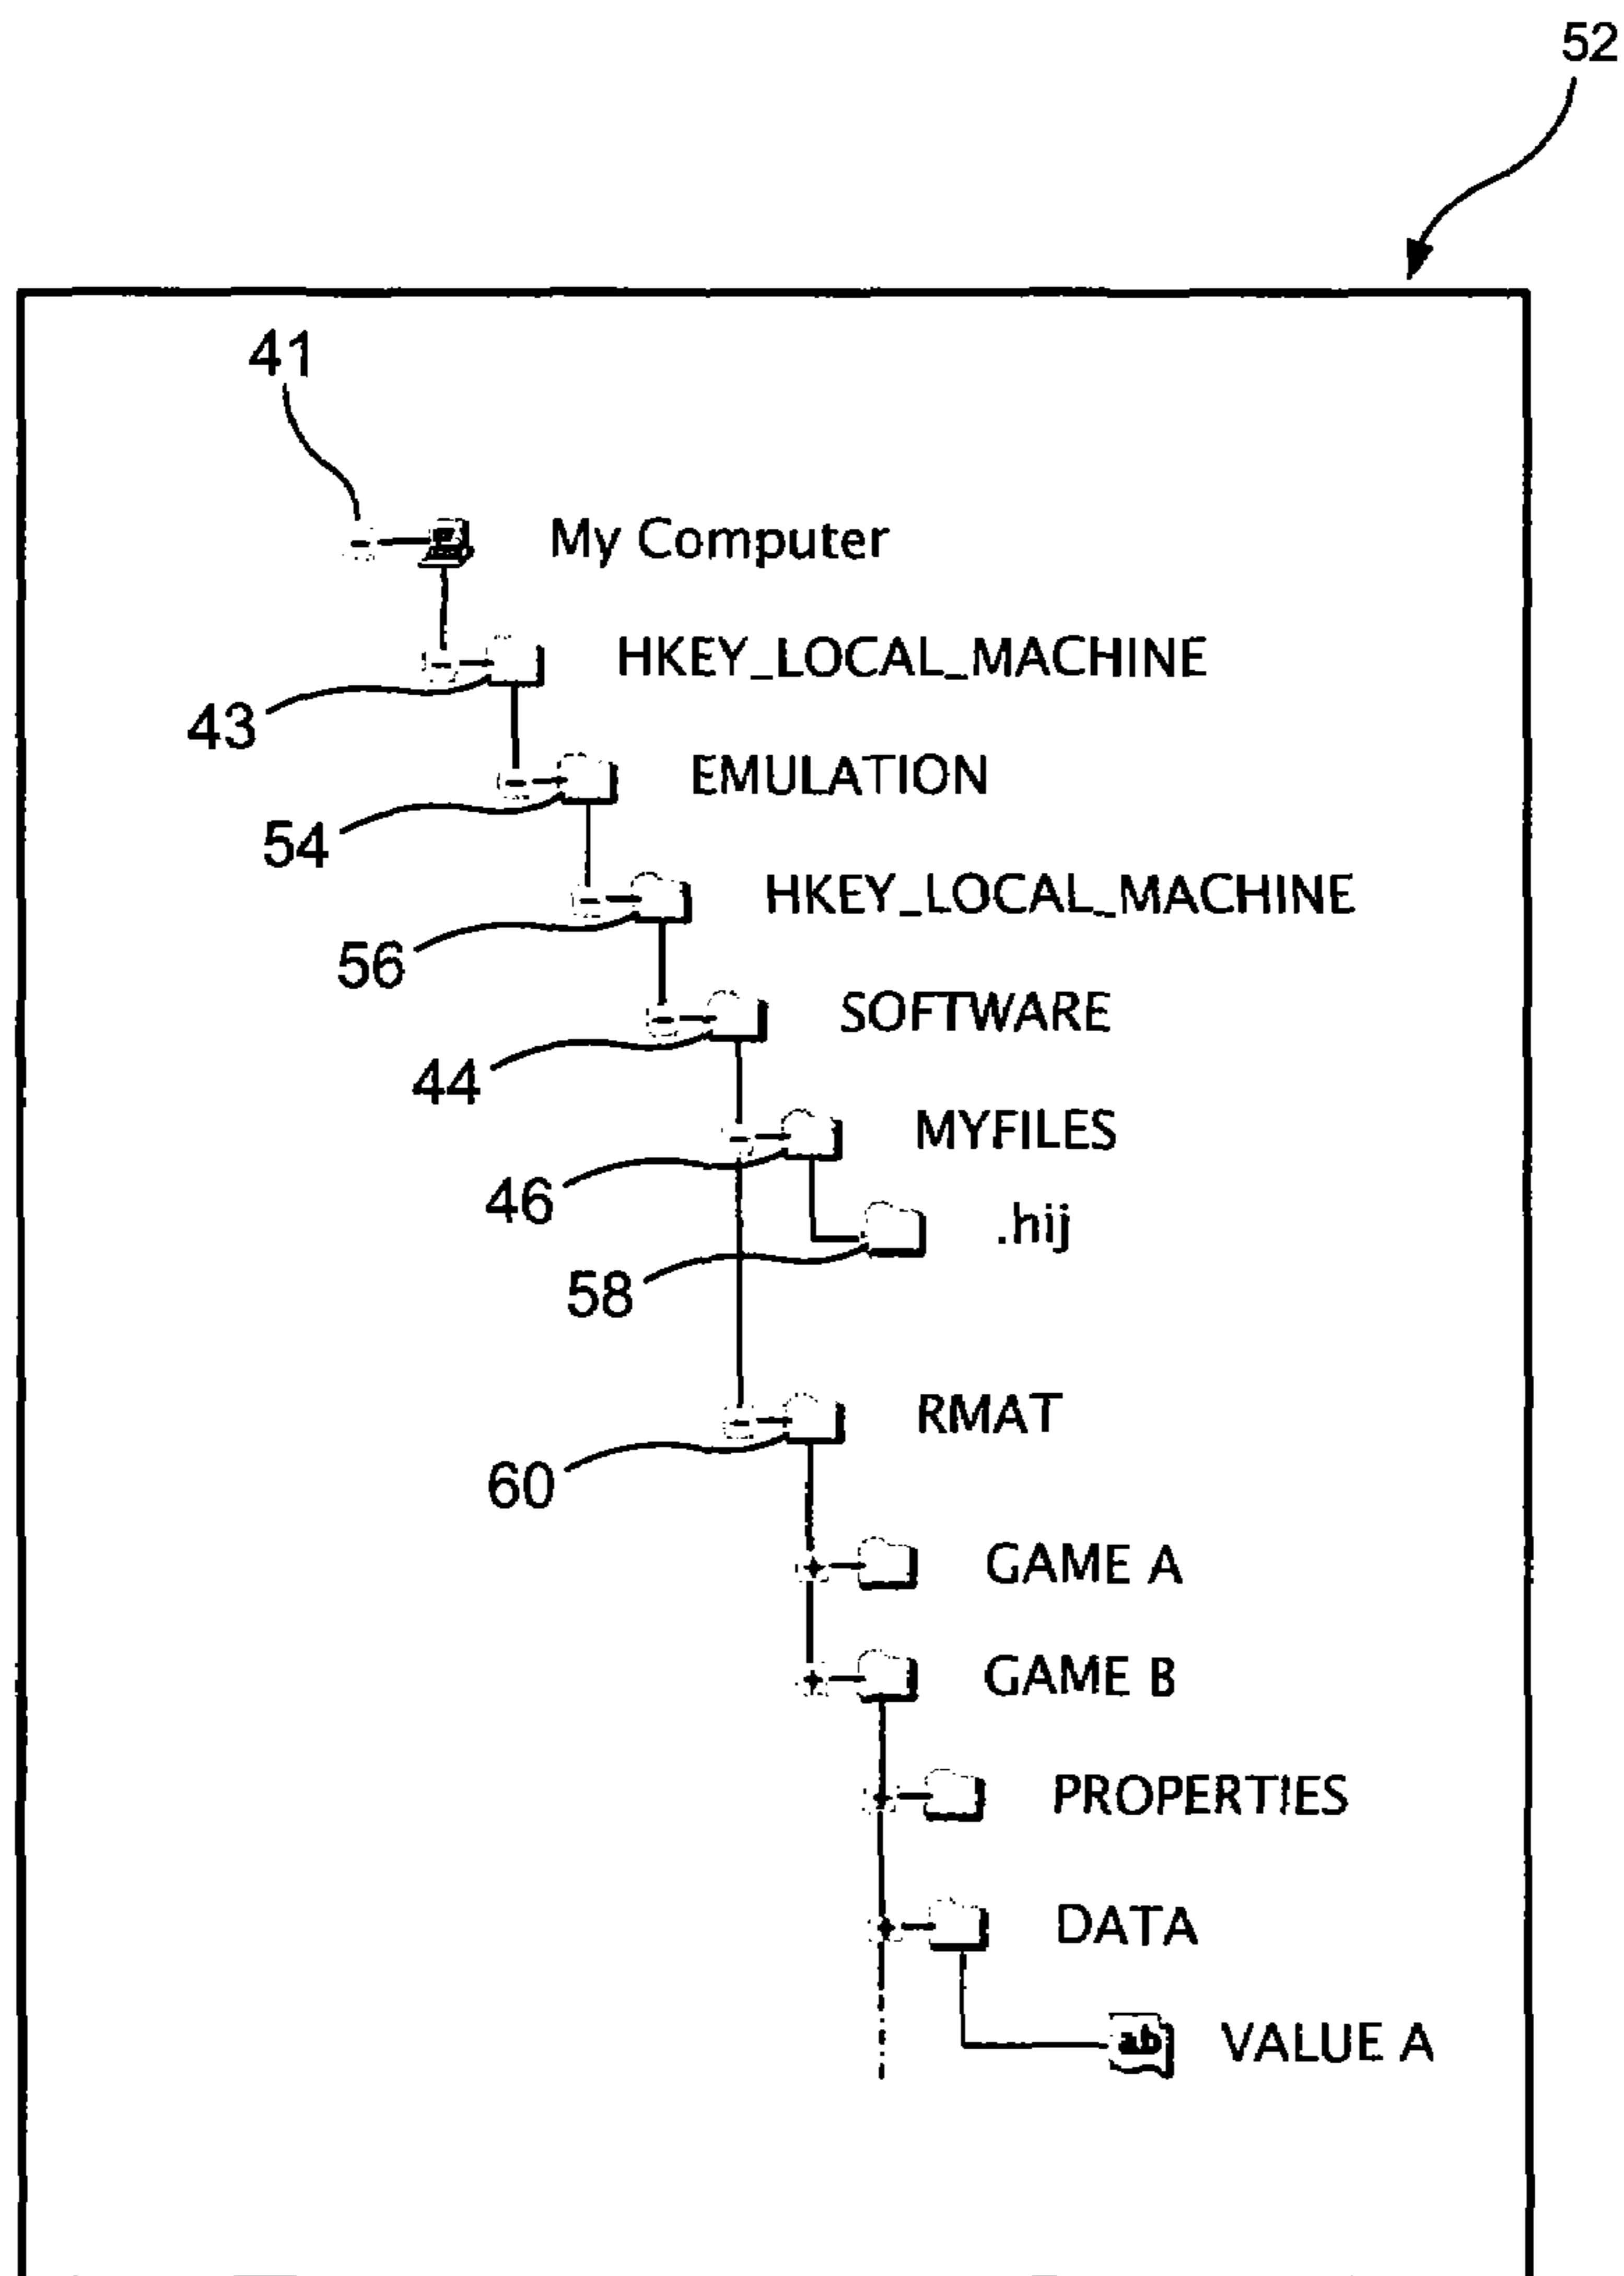 52
41
My Computer
HKEY_LOCAL_MACHINE
43
EMULATION
54
HKEY_LOCAL_MACHINE
56
SOFTWARE
44
MYFILES
46
.hij
58
RMAT
60
GAME A
GAME B
PROPERTIES
DATA
ab VALUE A